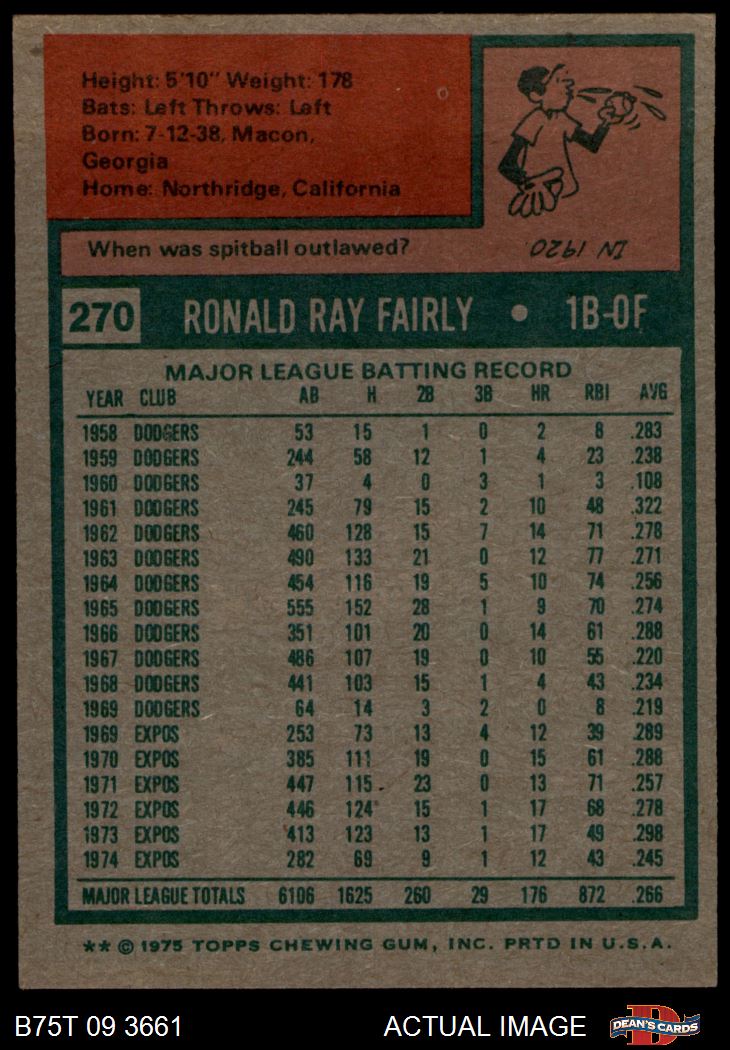 Height: 5'10" Weight: 178
Bats: Left Throws: Left
Born: 7-12-38, Macon,
Georgia
Home: Northridge, California
When was spitball outlawed? IN 1920
270 RONALD RAY FAIRLY • 1B-OF
MAJOR LEAGUE BATTING RECORD
YEAR CLUB AB H 2B 3B HR RBI AVG
1958 DODGERS 53 15 1 0 2 8 .283
1959 DODGERS 244 58 12 1 4 23 .238
1960 DODGERS 37 4 0 3 1 3 .108
1961 DODGERS 245 79 15 2 10 48 .322
1962 DODGERS 460 128 15 7 14 71 .278
1963 DODGERS 490 133 21 0 12 77 .271
1964 DODGERS 454 116 19 5 10 74 .256
1965 DODGERS 555 152 28 1 9 70 .274
1966 DODGERS 351 101 20 0 14 61 .288
1967 DODGERS 486 107 19 0 10 55 .220
1968 DODGERS 441 103 15 1 4 43 .234
1969 DODGERS 64 14 3 2 0 8 .219
1969 EXPOS 253 73 13 4 12 39 .289
1970 EXPOS 385 111 19 0 15 61 .288
1971 EXPOS 447 115 23 0 13 71 .257
1972 EXPOS 446 124 15 1 17 68 .278
1973 EXPOS 413 123 13 1 17 49 .298
1974 EXPOS 282 69 9 1 12 43 .245
MAJOR LEAGUE TOTALS 6106 1625 260 29 176 872 .266
** © 1975 TOPPS CHEWING GUM, INC. PRTD IN U.S.A.
B75T 09 3661 ACTUAL IMAGE DEAN'S CARDS